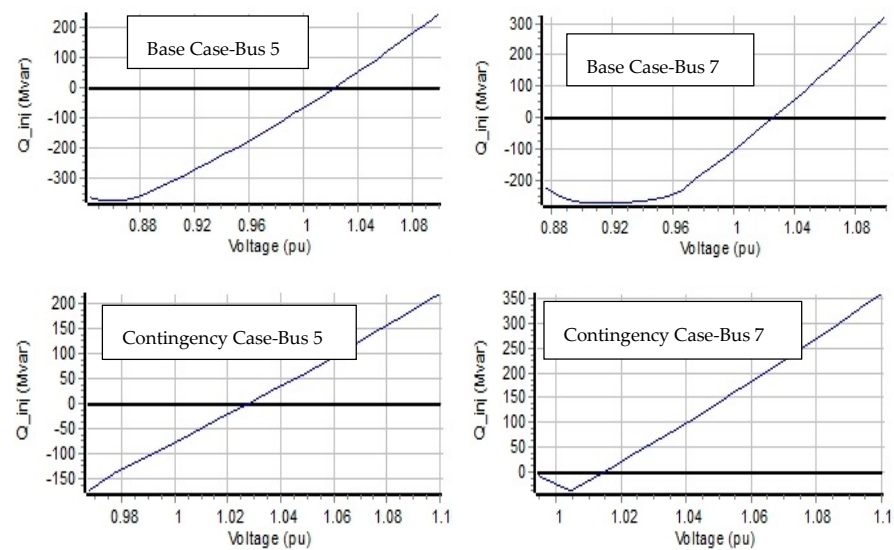 Base Case-Bus 5
Q_inj (Mvar)
200
100
0
-100
-200
-300
0.88 0.92 0.96 1 1.04 1.08
Voltage (pu)
Base Case-Bus 7
Q_inj (Mvar)
300
200
100
0
-100
-200
0.88 0.92 0.96 1 1.04 1.08
Voltage (pu)
Contingency Case-Bus 5
Q_inj (Mvar)
200
150
100
50
0
-50
-100
-150
0.98 1 1.02 1.04 1.06 1.08 1.1
Voltage (pu)
Contingency Case-Bus 7
Q_inj (Mvar)
350
300
250
200
150
100
50
0
1 1.02 1.04 1.06 1.08 1.1
Voltage (pu)